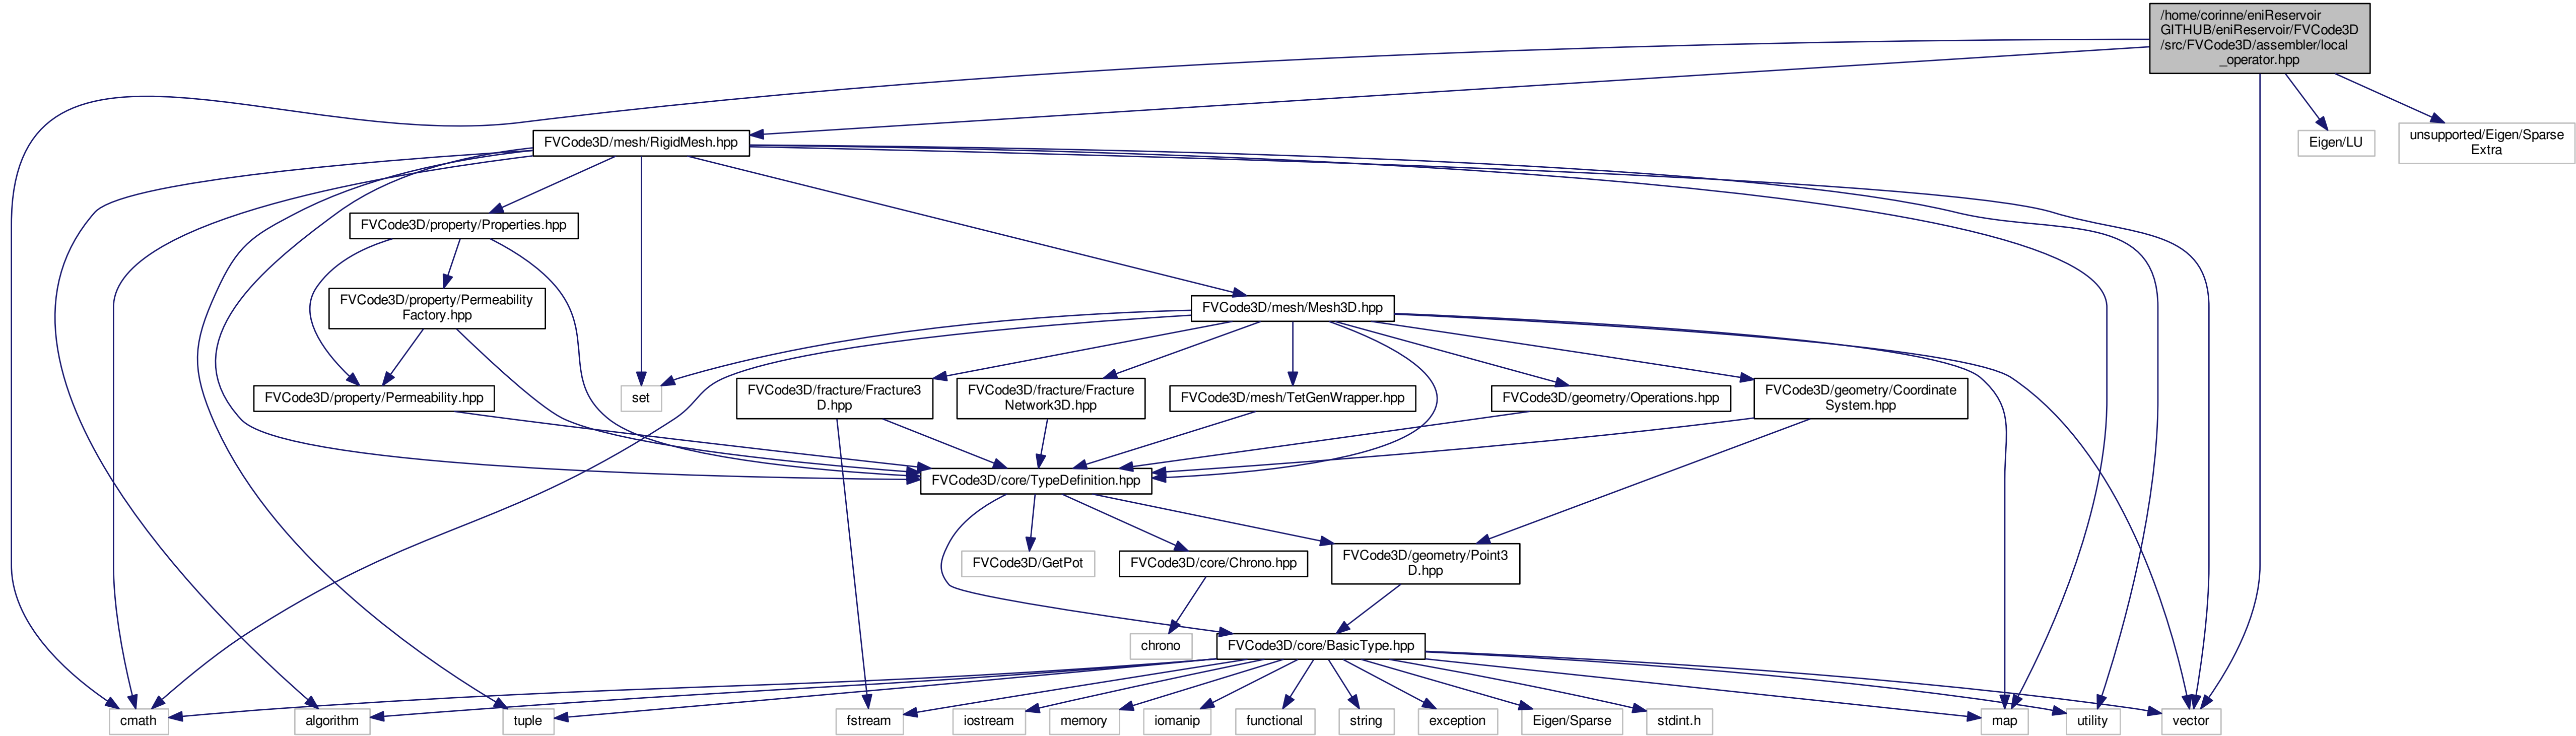 /home/corinne/eniReservoir
GITHUB/eniReservoir/FVCode3D
/src/FVCode3D/assembler/local
_operator.hpp
FVCode3D/mesh/RigidMesh.hpp
Eigen/LU
unsupported/Eigen/Sparse
Extra
FVCode3D/property/Properties.hpp
FVCode3D/property/Permeability
Factory.hpp
FVCode3D/mesh/Mesh3D.hpp
FVCode3D/property/Permeability.hpp
set
FVCode3D/fracture/Fracture3
D.hpp
FVCode3D/fracture/Fracture
Network3D.hpp
FVCode3D/mesh/TetGenWrapper.hpp
FVCode3D/geometry/Operations.hpp
FVCode3D/geometry/Coordinate
System.hpp
FVCode3D/core/TypeDefinition.hpp
FVCode3D/GetPot
FVCode3D/core/Chrono.hpp
FVCode3D/geometry/Point3
D.hpp
chrono
FVCode3D/core/BasicType.hpp
cmath
algorithm
tuple
fstream
iostream
memory
iomanip
functional
string
exception
Eigen/Sparse
stdint.h
map
utility
vector